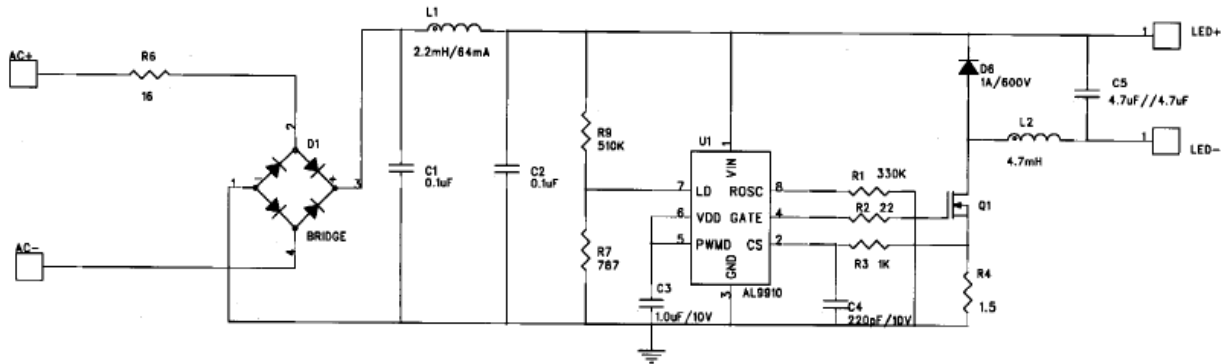 AC+
R6
16
AC-
2
D1
1
-
+
3
4
BRIDGE
L1
2.2mH/64mA
C1
0.1uF
C2
0.1uF
R9
510K
R7
787
U1
1
VIN
7 LD ROSC 8
6 VDD GATE 4
5 PWMD CS 2
GND
3
AL9910
C3
1.0uF/10V
R1 330K
R2 22
R3 1K
C4
220pF/10V
Q1
R4
1.5
D6
1A/600V
L2
4.7mH
C5
4.7uF//4.7uF
1 LED+
1 LED-